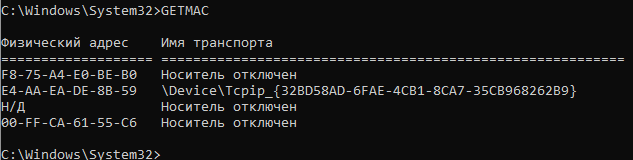 C:\Windows\System32>GETMAC
Физический адрес    Имя транспорта
=================== ==========================================================
F8-75-A4-E0-BE-B0   Носитель отключен
E4-AA-EA-DE-8B-59   \Device\Tcpip_{32BD58AD-6FAE-4CB1-8CA7-35CB968262B9}
Н/Д                 Носитель отключен
00-FF-CA-61-55-C6   Носитель отключен
C:\Windows\System32>